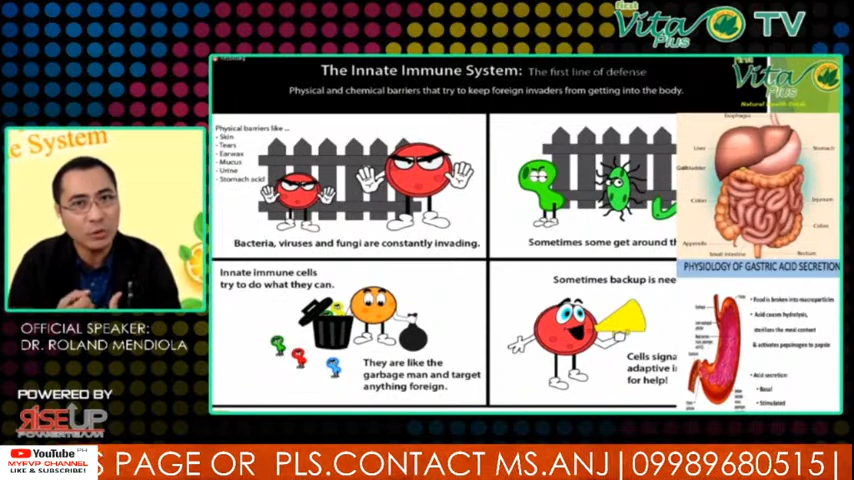 first
Vita
Plus
TV
The Innate Immune System: The first line of defense
Physical and chemical barriers that try to keep foreign invaders from getting into the body.
Vita
Plus
Natural Health Drink
e System
Physical barriers like ...
- Skin
- Tears
- Earwax
- Mucus
- Urine
- Stomach acid
Bacteria, viruses and fungi are constantly invading.
Sometimes some get around th
Esophagus
Liver
Stomach
Gallbladder
Colon
Jejunum
Colon
Appendix
Small Intestine
Rectum
PHYSIOLOGY OF GASTRIC ACID SECRETION
Innate immune cells
try to do what they can.
They are like the
garbage man and target
anything foreign.
Sometimes backup is nee
Cells signa
adaptive i
for help!
• Food is broken into macroparticles
• Acid causes hydrolysis,
sterilizes the meal content
& activates pepsinogen to pepsin
• Acid secretion:
• Basal
• Stimulated
OFFICIAL SPEAKER:
DR. ROLAND MENDIOLA
POWERED BY
RISEUP
POWERTEAM
YouTube PH
MYFVP CHANNEL
LIKE & SUBSCRIBE!
S PAGE OR PLS.CONTACT MS.ANJ|09989680515|